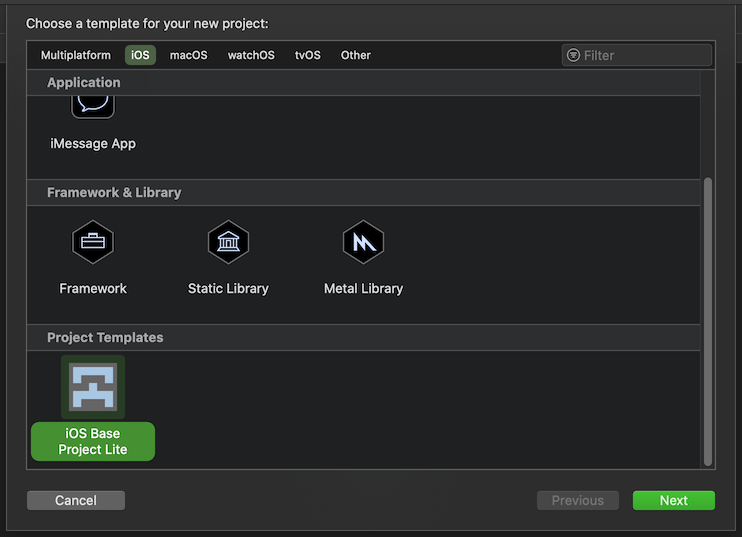 Choose a template for your new project:
Multiplatform iOS macOS watchOS tvOS Other Filter
Application
iMessage App
Framework & Library
Framework Static Library Metal Library
Project Templates
iOS Base
Project Lite
Cancel Previous Next